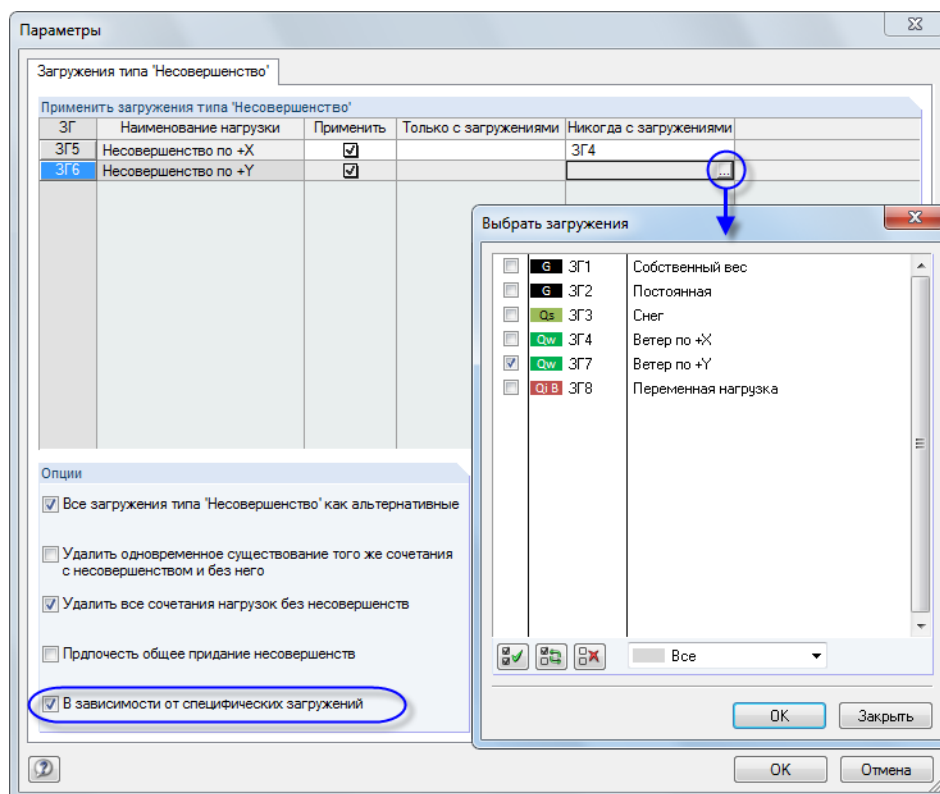 Параметры
Загружения типа 'Несовершенство'
Применить загружения типа 'Несовершенство'
ЗГ Наименование нагрузки Применить Только с загружениями Никогда с загружениями
ЗГ5 Несовершенство по +X ЗГ4
ЗГ6 Несовершенство по +Y ...
Выбрать загружения
G ЗГ1 Собственный вес
G ЗГ2 Постоянная
Qs ЗГ3 Снег
Qw ЗГ4 Ветер по +X
Qw ЗГ7 Ветер по +Y
Qi B ЗГ8 Переменная нагрузка
Все
OK Закрыть
Опции
Все загружения типа 'Несовершенство' как альтернативные
Удалить одновременное существование того же сочетания
с несовершенством и без него
Удалить все сочетания нагрузок без несовершенств
Прдпочесть общее придание несовершенств
В зависимости от специфических загружений
OK Отмена